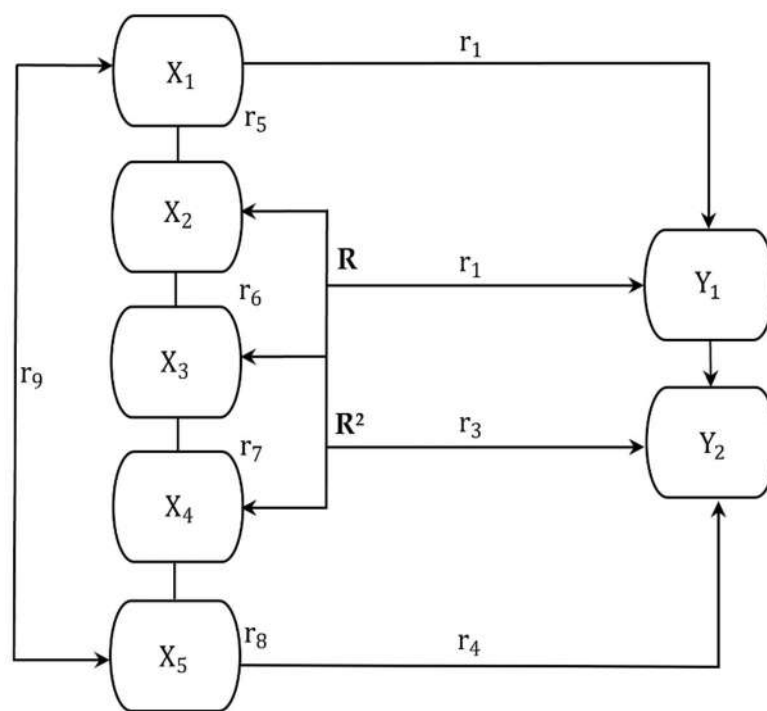 r₁
X₁
r₅
X₂
R
r₁
Y₁
r₆
X₃
r₉
R²
r₃
Y₂
r₇
X₄
r₈
r₄
X₅